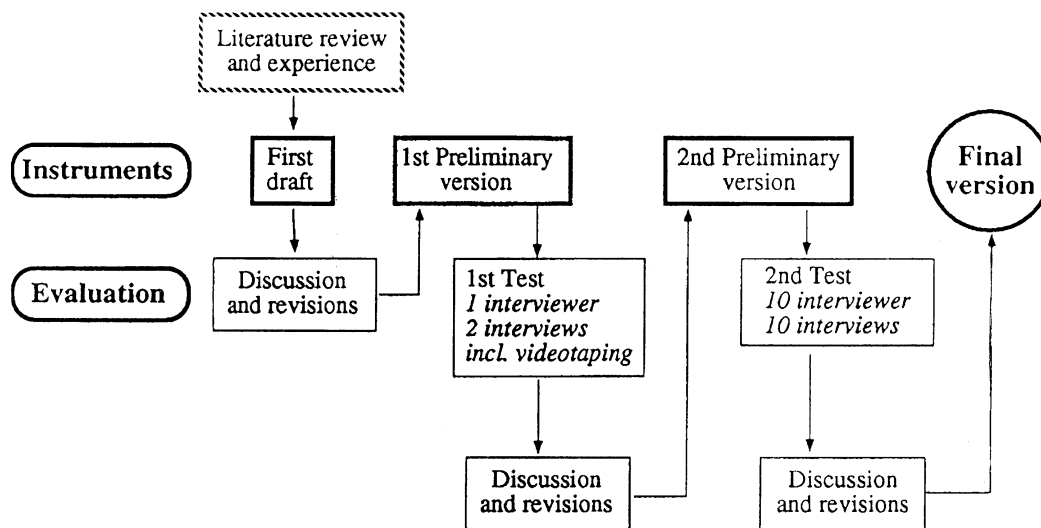 Literature review
and experience
Instruments
First
draft
1st Preliminary
version
2nd Preliminary
version
Final
version
Evaluation
Discussion
and revisions
1st Test
1 interviewer
2 interviews
incl. videotaping
2nd Test
10 interviewer
10 interviews
Discussion
and revisions
Discussion
and revisions